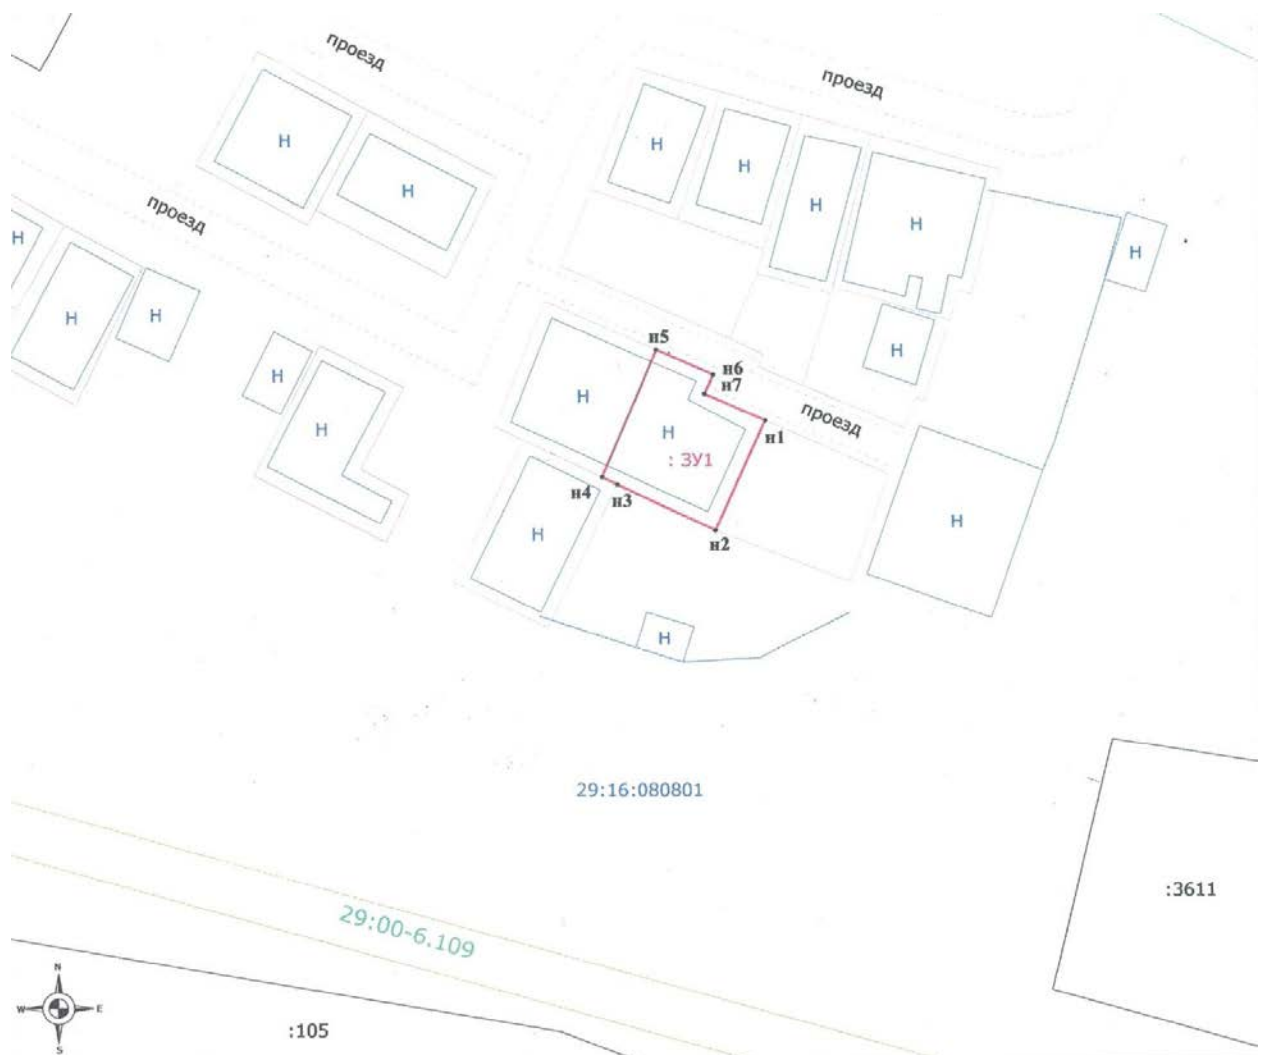 проезд
проезд
Н
Н
Н
Н
проезд
Н
Н
Н
Н
Н
Н
Н
Н
н5
н6
н7
Н
Н
Н
проезд
н1
Н
Н
: ЗУ1
н4
н3
Н
н2
Н
Н
29:16:080801
:3611
29:00-6.109
N
W
E
S
:105